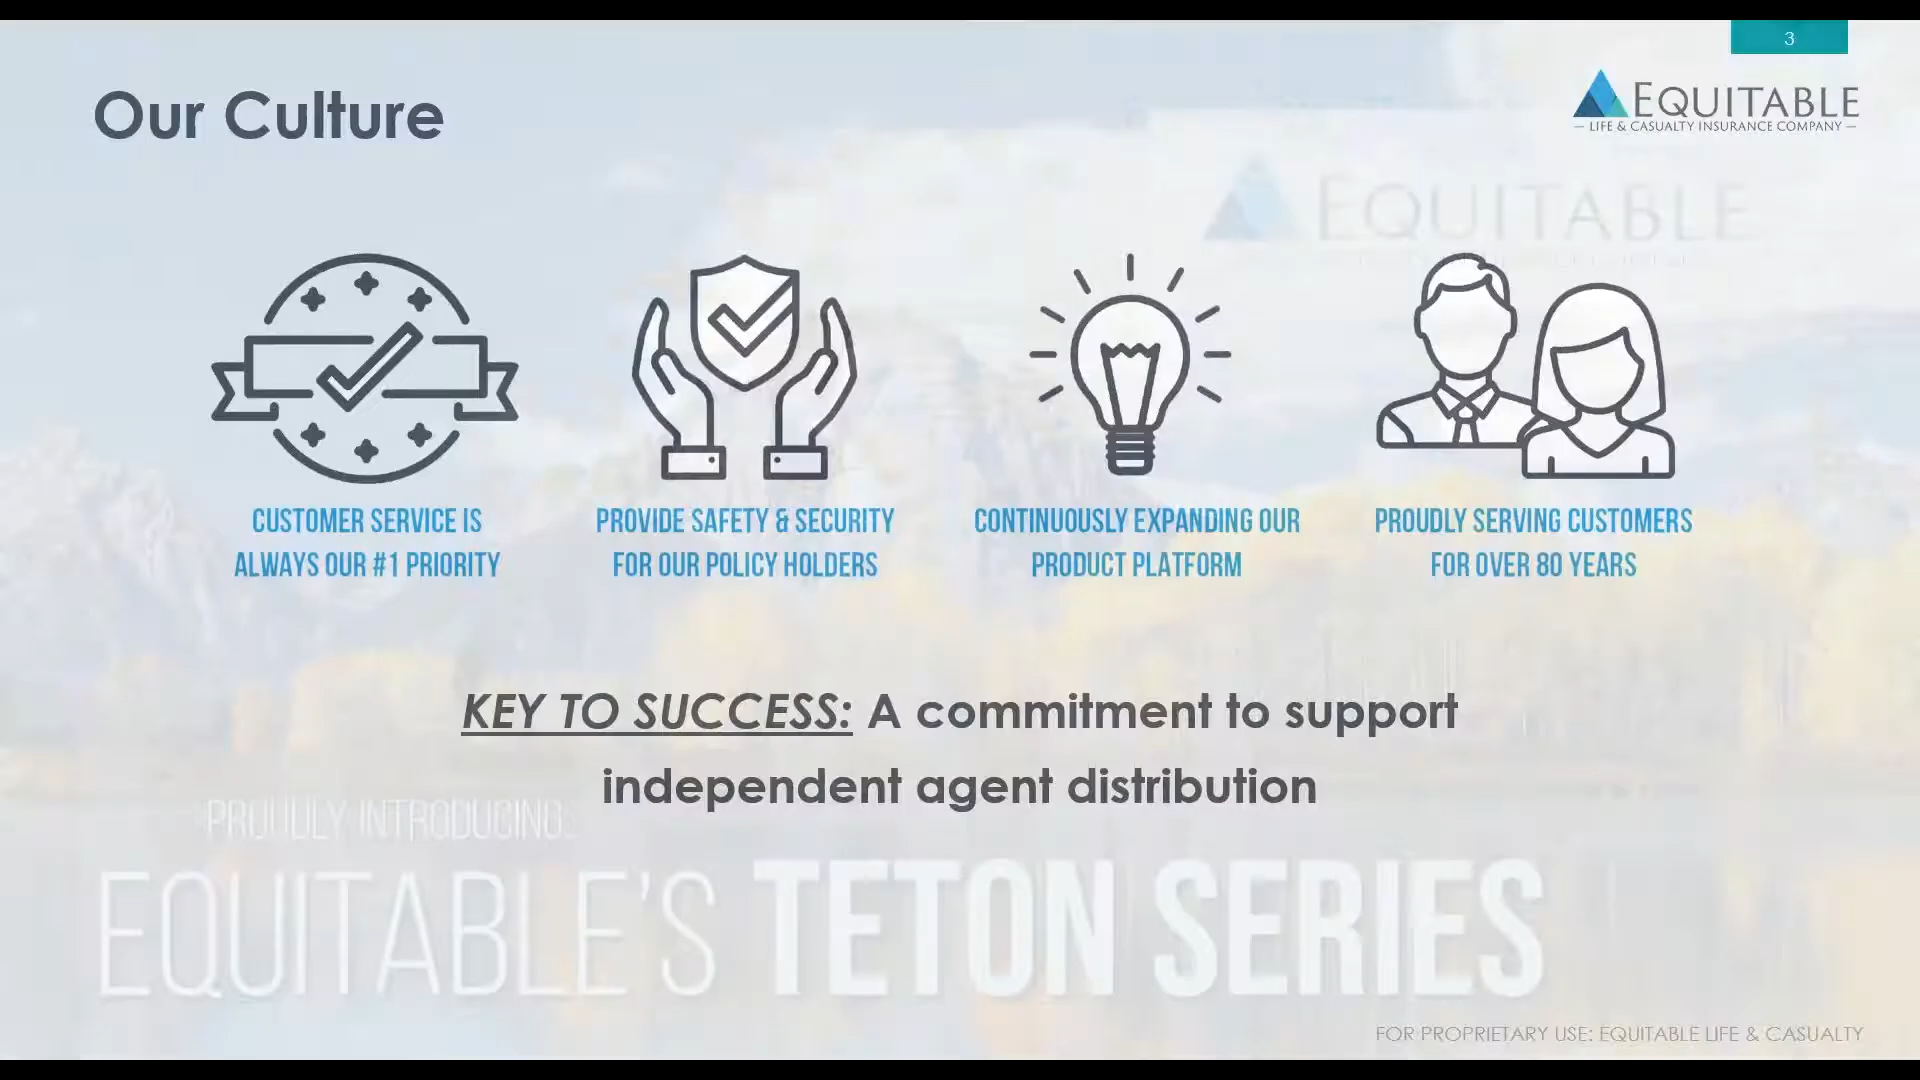 3
Our Culture
EQUITABLE
LIFE & CASUALTY INSURANCE COMPANY
EQUITABLE
CUSTOMER SERVICE IS
ALWAYS OUR #1 PRIORITY
PROVIDE SAFETY & SECURITY
FOR OUR POLICY HOLDERS
CONTINUOUSLY EXPANDING OUR
PRODUCT PLATFORM
PROUDLY SERVING CUSTOMERS
FOR OVER 80 YEARS
KEY TO SUCCESS: A commitment to support
independent agent distribution
PROUDLY INTRODUCING
EQUITABLE'S TETON SERIES
FOR PROPRIETARY USE: EQUITABLE LIFE & CASUALTY